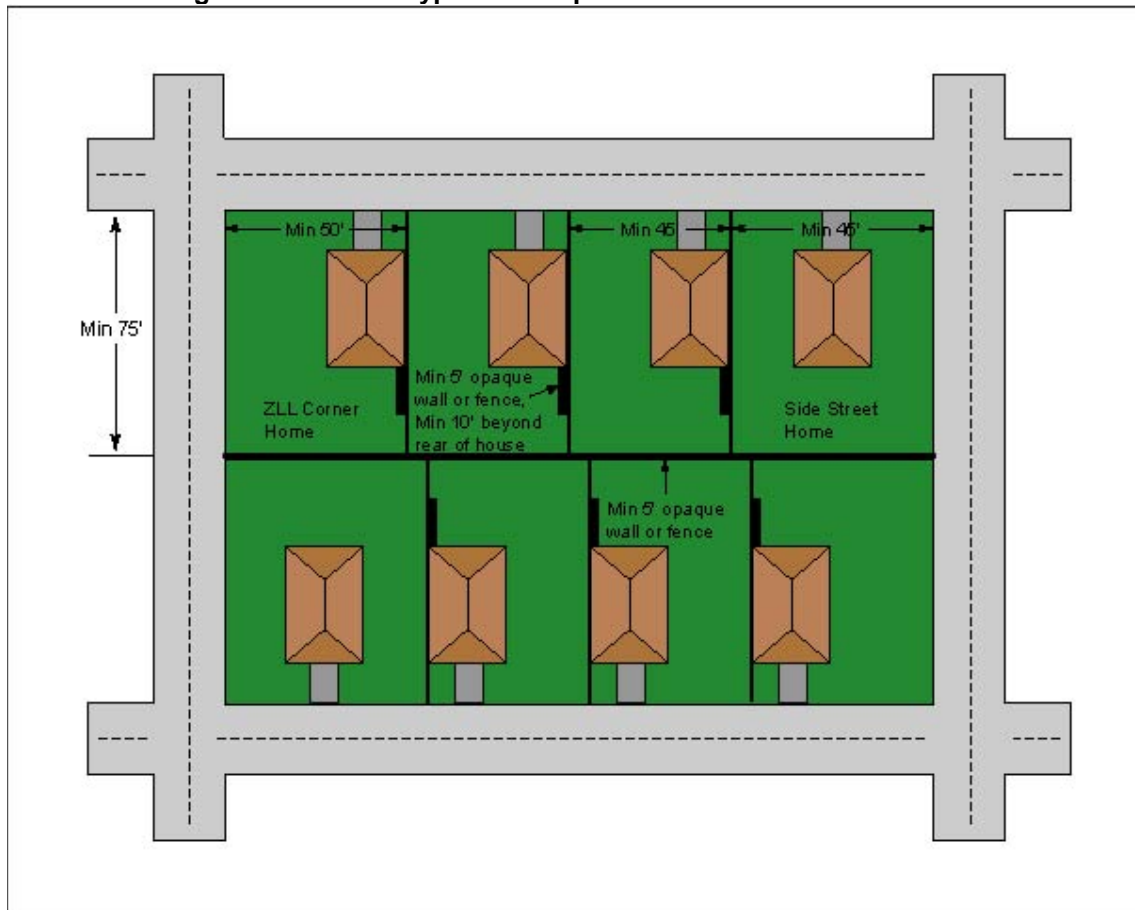 Min 50'
Min 45
Min 45'
Min 75'
Min 5' opaque
wall or fence,
Min 10' beyond
rear of house
ZLL Corner
Home
Side Street
Home
Min 5' opaque
wall or fence